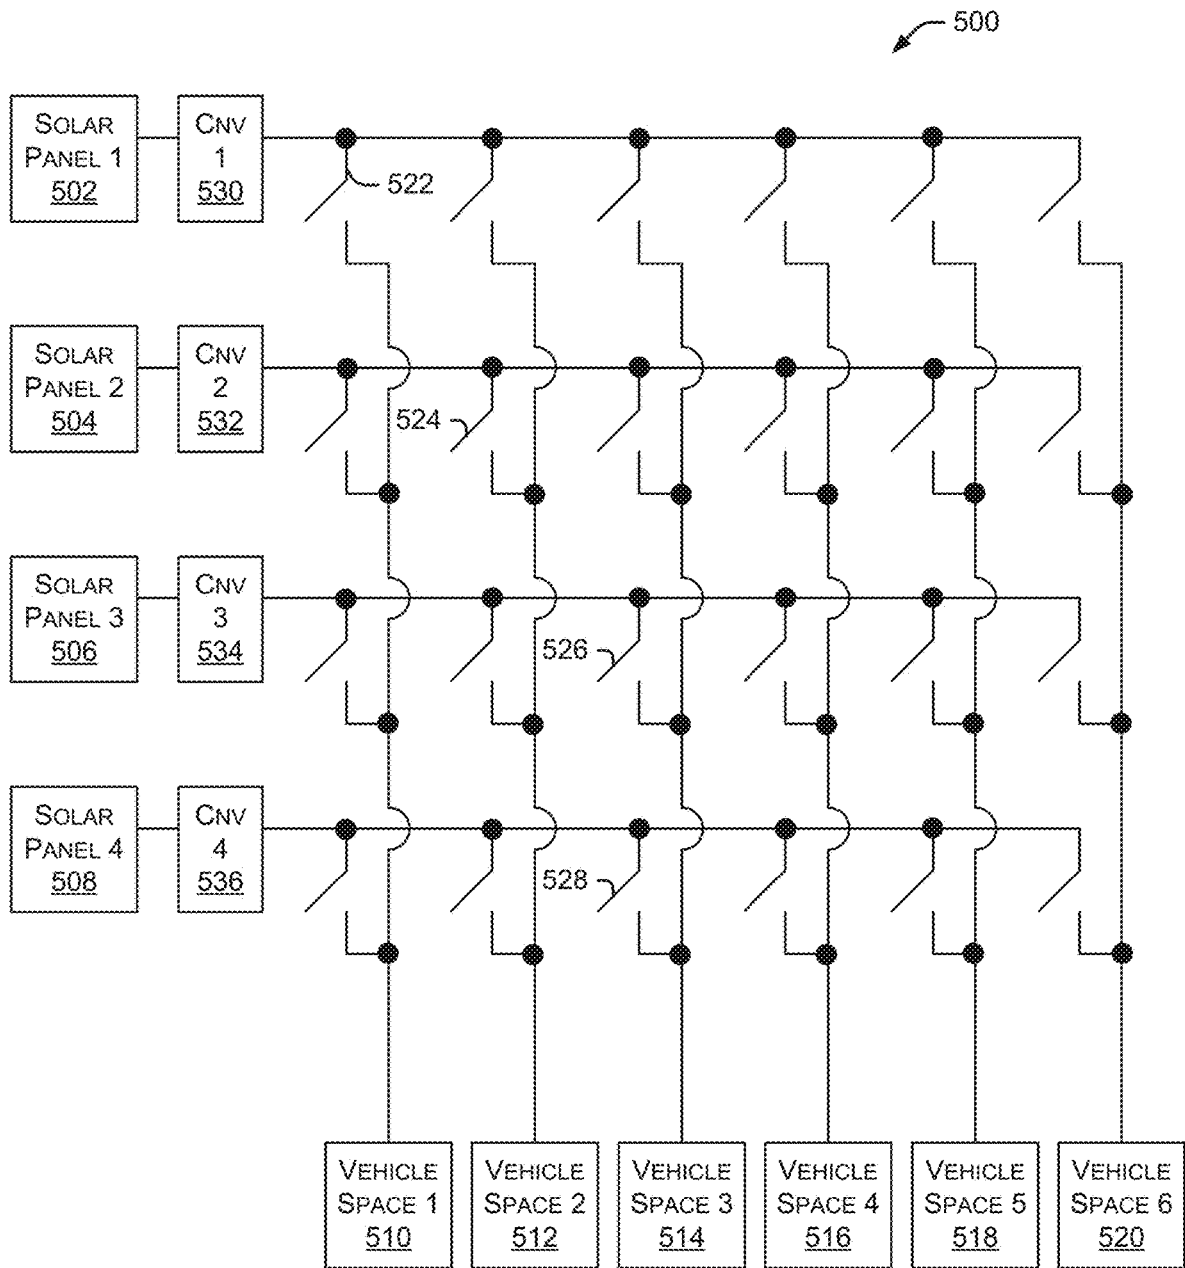 500
SOLAR PANEL 1 502
CNV 1 530
522
SOLAR PANEL 2 504
CNV 2 532
524
SOLAR PANEL 3 506
CNV 3 534
526
SOLAR PANEL 4 508
CNV 4 536
528
VEHICLE SPACE 1 510
VEHICLE SPACE 2 512
VEHICLE SPACE 3 514
VEHICLE SPACE 4 516
VEHICLE SPACE 5 518
VEHICLE SPACE 6 520